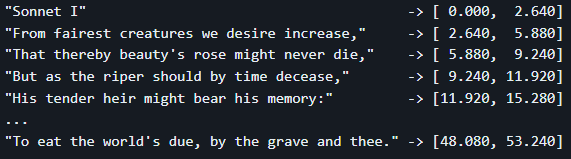 "Sonnet I" -> [ 0.000, 2.640]
"From fairest creatures we desire increase," -> [ 2.640, 5.880]
"That thereby beauty's rose might never die," -> [ 5.880, 9.240]
"But as the riper should by time decease," -> [ 9.240, 11.920]
"His tender heir might bear his memory:" -> [11.920, 15.280]
...
"To eat the world's due, by the grave and thee." -> [48.080, 53.240]